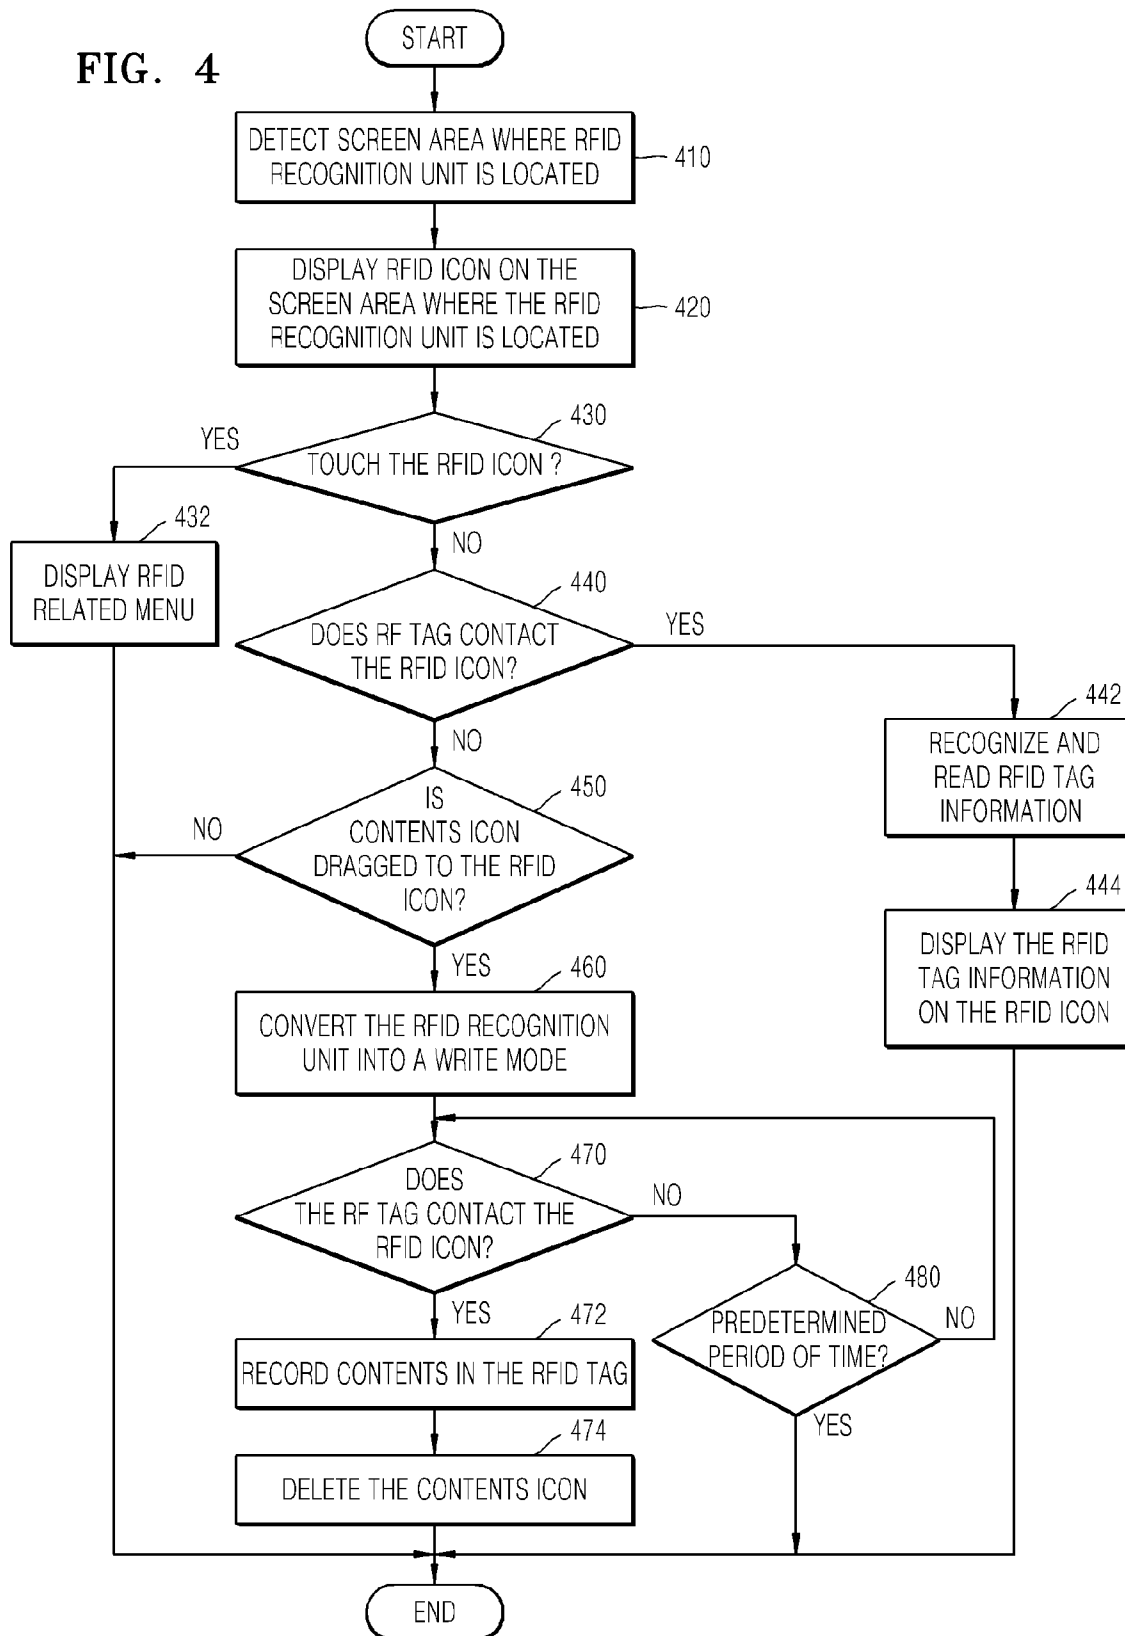 START
FIG. 4
DETECT SCREEN AREA WHERE RFID
RECOGNITION UNIT IS LOCATED
410
DISPLAY RFID ICON ON THE
SCREEN AREA WHERE THE RFID
RECOGNITION UNIT IS LOCATED
420
430
YES
TOUCH THE RFID ICON ?
432
NO
DISPLAY RFID
RELATED MENU
440
DOES RF TAG CONTACT
THE RFID ICON?
YES
442
RECOGNIZE AND
READ RFID TAG
INFORMATION
NO
450
IS
CONTENTS ICON
DRAGGED TO THE RFID
ICON?
NO
444
DISPLAY THE RFID
TAG INFORMATION
ON THE RFID ICON
YES
460
CONVERT THE RFID RECOGNITION
UNIT INTO A WRITE MODE
470
DOES
THE RF TAG CONTACT THE
RFID ICON?
NO
480
PREDETERMINED
PERIOD OF TIME?
NO
YES
YES
472
RECORD CONTENTS IN THE RFID TAG
474
DELETE THE CONTENTS ICON
END